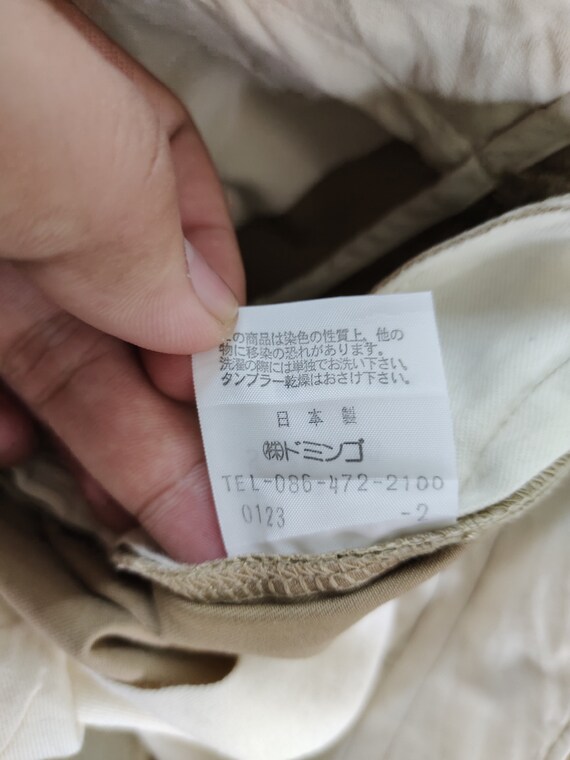 この商品は染色の性質上、他の
物に移染の恐れがあります。
洗濯の際には単独でお洗い下さい。
タンブラー乾燥はおさけ下さい。
日本製
㈱ドミンゴ
TEL-086-472-2100
0123 -2